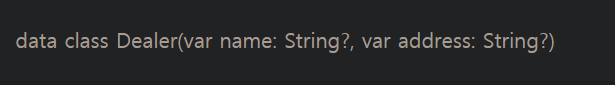 data class Dealer(var name: String?, var address: String?)